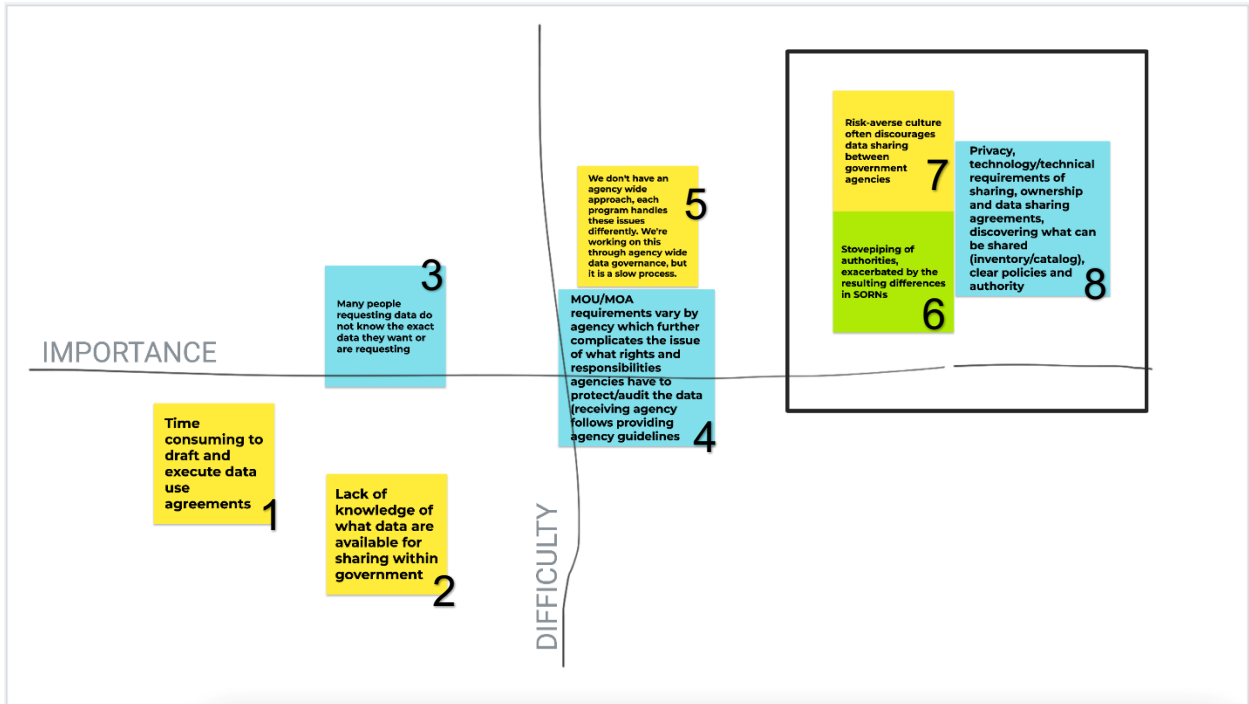 Risk-averse culture
often discourages
data sharing
between
government
agencies
7
Privacy,
technology/technical
requirements of
sharing, ownership
and data sharing
agreements,
discovering what can
be shared
(inventory/catalog),
clear policies and
authority
8
We don't have an
agency wide
approach, each
program handles
these issues
differently. We're
working on this
through agency wide
data governance, but
it is a slow process.
5
Stovepiping of
authorities,
exacerbated by the
resulting differences
in SORNs
6
3
Many people
requesting data do
not know the exact
data they want or
are requesting
MOU/MOA
requirements vary by
agency which further
complicates the issue
of what rights and
responsibilities
agencies have to
protect/audit the data
(receiving agency
follows providing
agency guidelines
4
IMPORTANCE
Time
consuming to
draft and
execute data
use
agreements
1
Lack of
knowledge of
what data are
available for
sharing within
government
2
DIFFICULTY